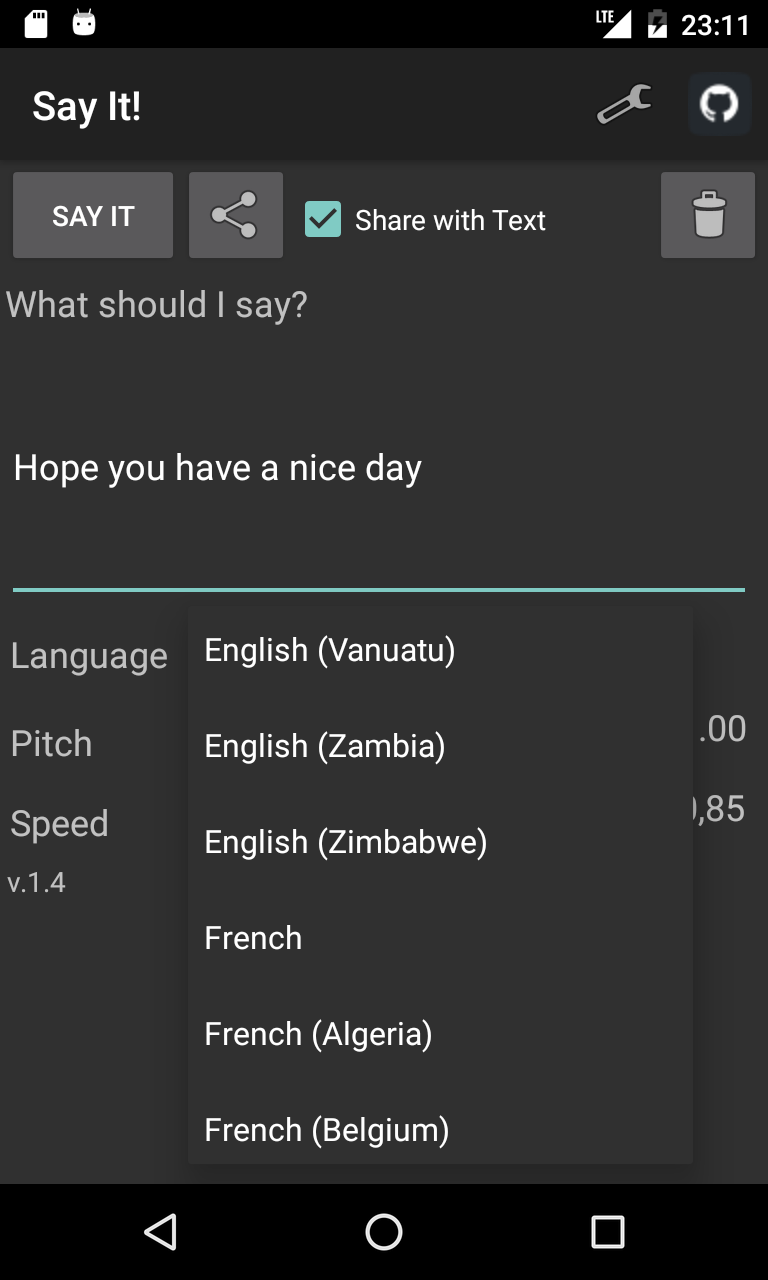 LTE 23:11
Say It!
SAY IT
Share with Text
What should I say?
Hope you have a nice day
Language
English (Vanuatu)
Pitch
.00
English (Zambia)
Speed
,85
English (Zimbabwe)
v.1.4
French
French (Algeria)
French (Belgium)